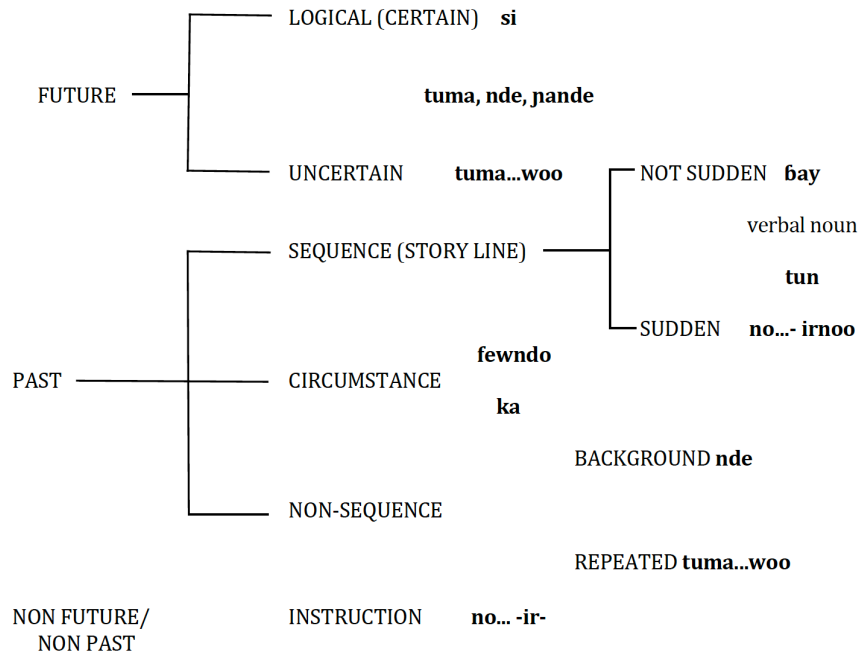 LOGICAL (CERTAIN) si
FUTURE
tuma, nde, ɲande
UNCERTAIN tuma...woo
NOT SUDDEN ɓay
verbal noun
SEQUENCE (STORY LINE)
tun
SUDDEN no...- irnoo
fewndo
PAST
CIRCUMSTANCE
ka
BACKGROUND nde
NON-SEQUENCE
REPEATED tuma...woo
NON FUTURE/
NON PAST
INSTRUCTION no... -ir-